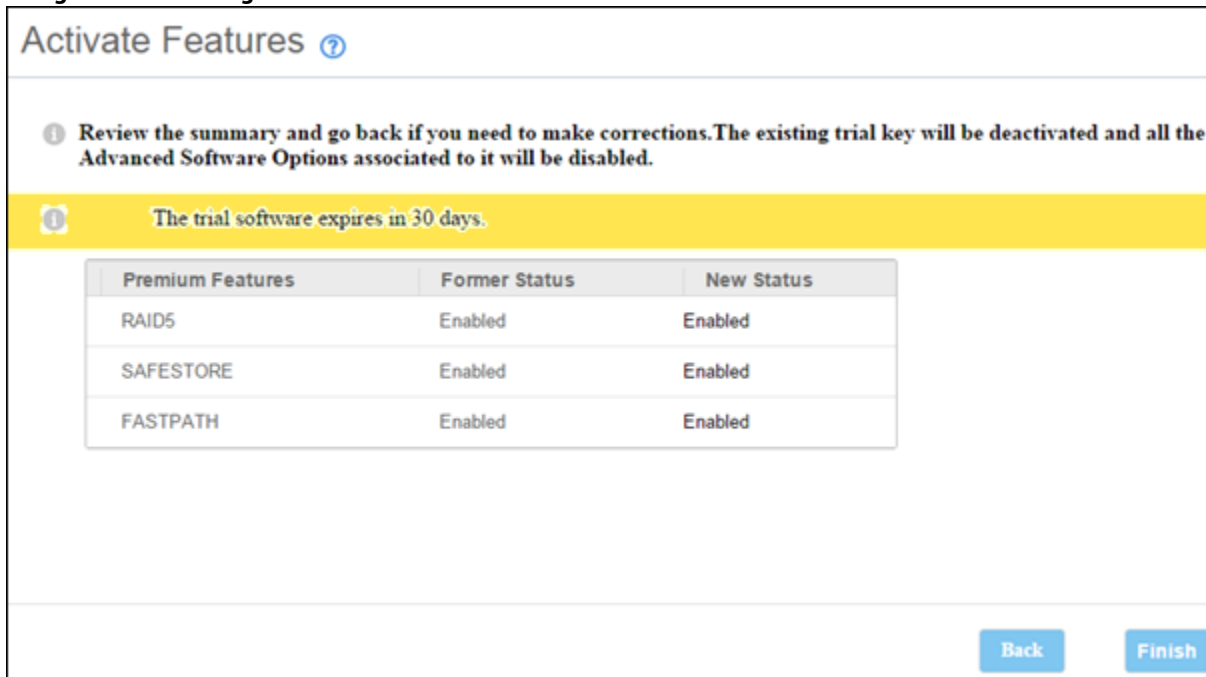 Activate Features ?
Review the summary and go back if you need to make corrections.The existing trial key will be deactivated and all the
Advanced Software Options associated to it will be disabled.
The trial software expires in 30 days.
Premium Features Former Status New Status
RAID5 Enabled Enabled
SAFESTORE Enabled Enabled
FASTPATH Enabled Enabled
Back Finish